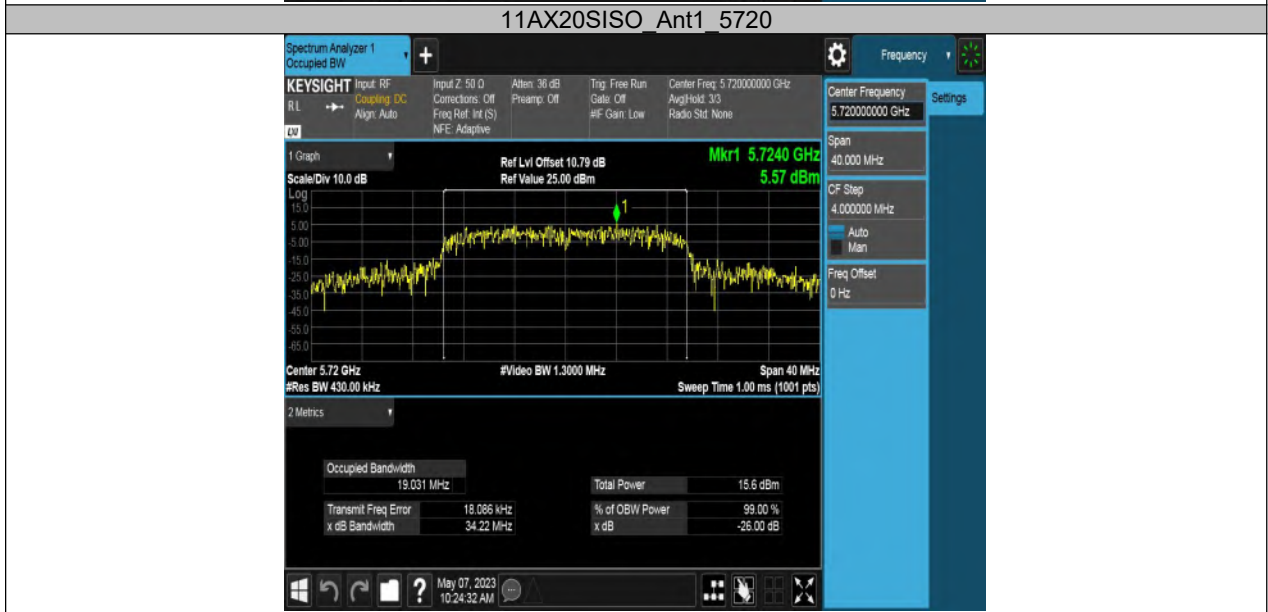 11AX20SISO_Ant1_5720
Spectrum Analyzer 1
Occupied BW
+
Frequency
KEYSIGHT
Input: RF
Coupling: DC
Align: Auto
RL
Input Z: 50 Ω
Corrections: Off
Freq Ref: Int (S)
NFE: Adaptive
Atten: 36 dB
Preamp: Off
Trig: Free Run
Gate: Off
#IF Gain: Low
Center Freq: 5.720000000 GHz
Avg|Hold: 3/3
Radio Std: None
Center Frequency
5.720000000 GHz
Settings
Span
40.000 MHz
CF Step
4.000000 MHz
Auto
Man
Freq Offset
0 Hz
1 Graph
Scale/Div 10.0 dB
Ref Lvl Offset 10.79 dB
Ref Value 25.00 dBm
Mkr1 5.7240 GHz
5.57 dBm
Log
15.0
5.00
-5.00
-15.0
-25.0
-35.0
-45.0
-55.0
-65.0
1
Center 5.72 GHz
#Res BW 430.00 kHz
#Video BW 1.3000 MHz
Span 40 MHz
Sweep Time 1.00 ms (1001 pts)
2 Metrics
Occupied Bandwidth
19.031 MHz
Total Power 15.6 dBm
Transmit Freq Error 18.086 kHz
% of OBW Power 99.00 %
x dB Bandwidth 34.22 MHz
x dB -26.00 dB
?
May 07, 2023
10:24:32 AM